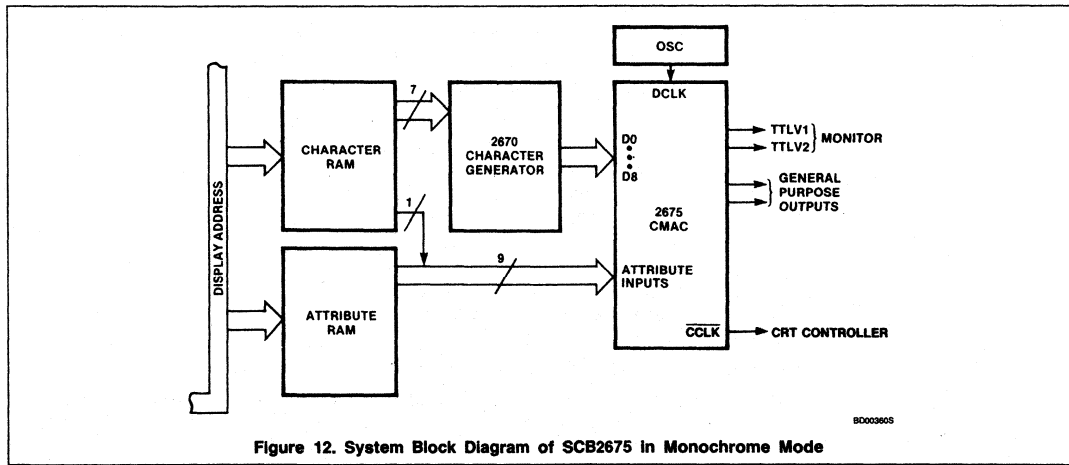 OSC
DCLK
CHARACTER
RAM
7
2670
CHARACTER
GENERATOR
D0
D8
2675
CMAC
TTLV1
TTLV2
MONITOR
GENERAL
PURPOSE
OUTPUTS
DISPLAY ADDRESS
1
9
ATTRIBUTE
RAM
ATTRIBUTE
INPUTS
CCLK
CRT CONTROLLER
BD00360S
Figure 12. System Block Diagram of SCB2675 in Monochrome Mode